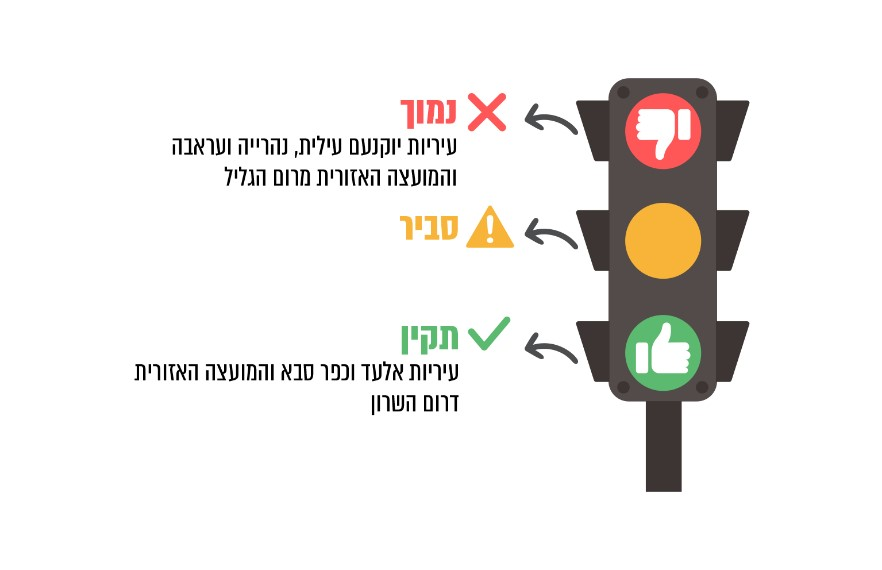 נמוך
עיריות יוקנעם עילית, נהרייה ועראבה
והמועצה האזורית מרום הגליל
סביר
תקין
עיריות אלעד וכפר סבא והמועצה האזורית
דרום השרון